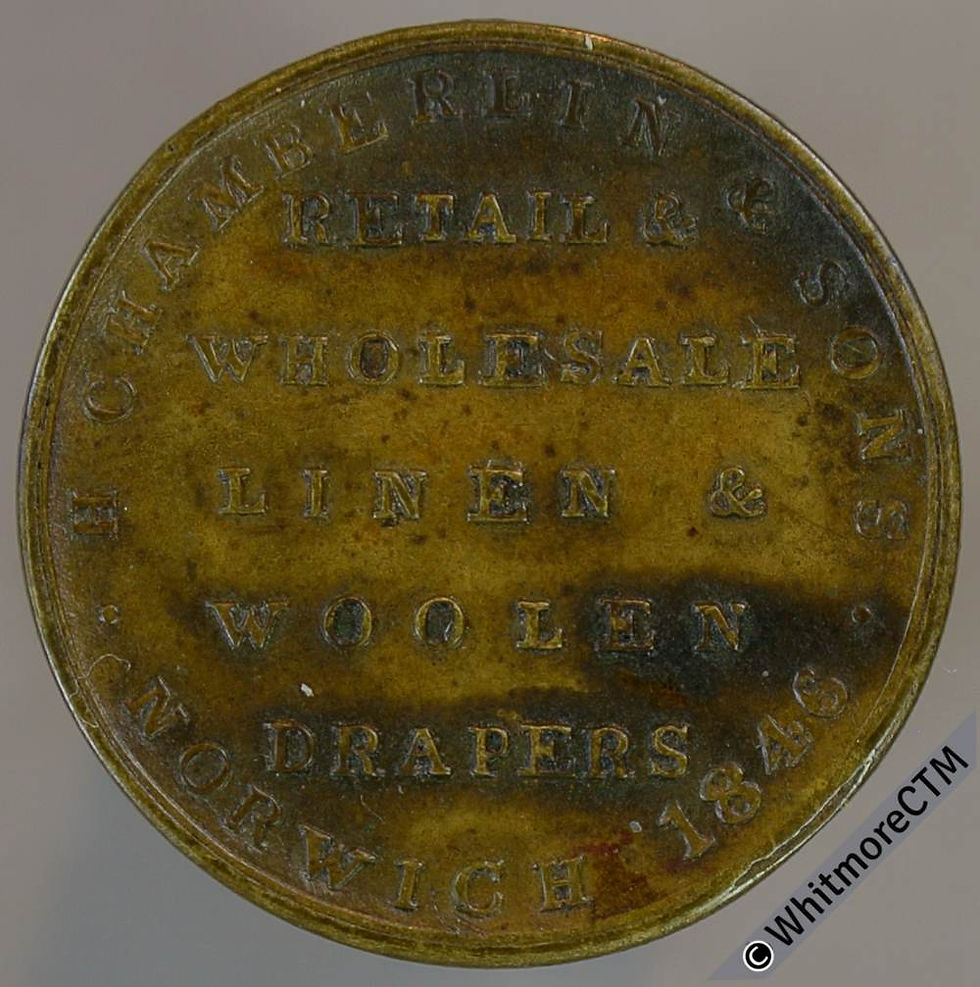 H CHAMBERLIN & SONS
RETAIL &
WHOLESALE
LINEN &
WOOLEN
DRAPERS
· NORWICH 1846 ·
© WhitmoreCTM